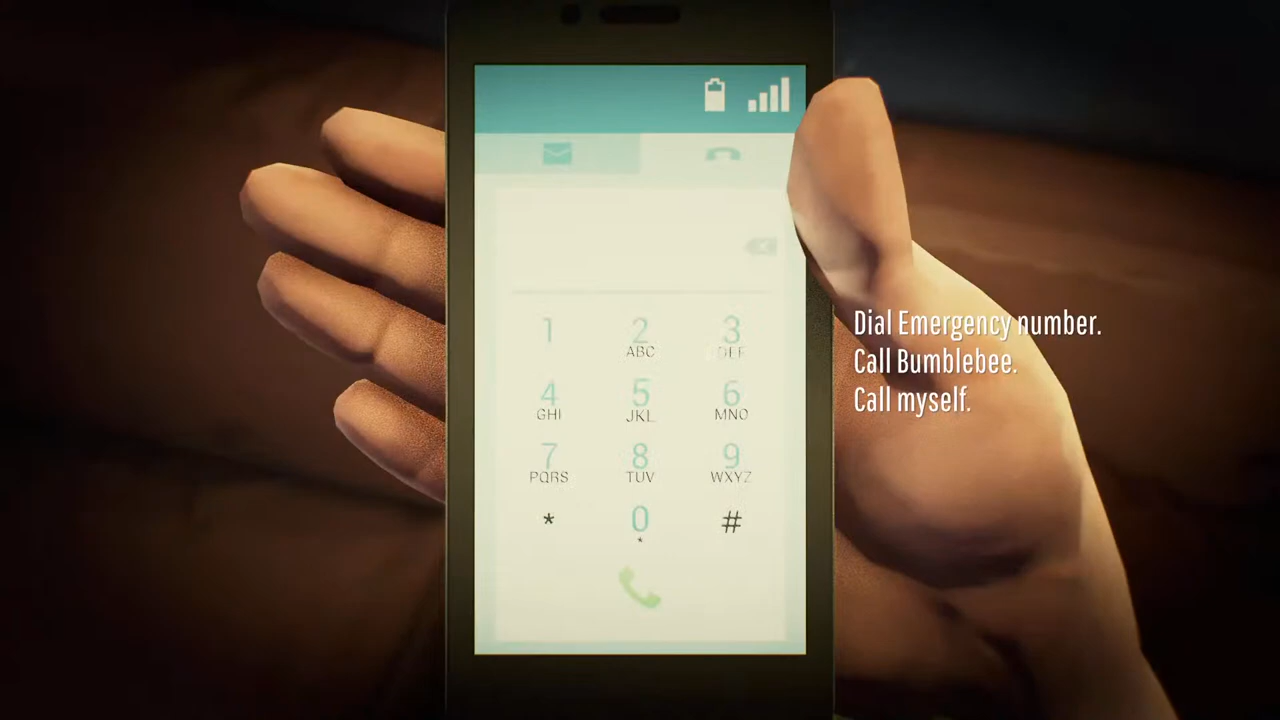 1 2 3
ABC DEF
4 5 6
GHI JKL MNO
7 8 9
PQRS TUV WXYZ
* 0 #
*
Dial Emergency number.
Call Bumblebee.
Call myself.